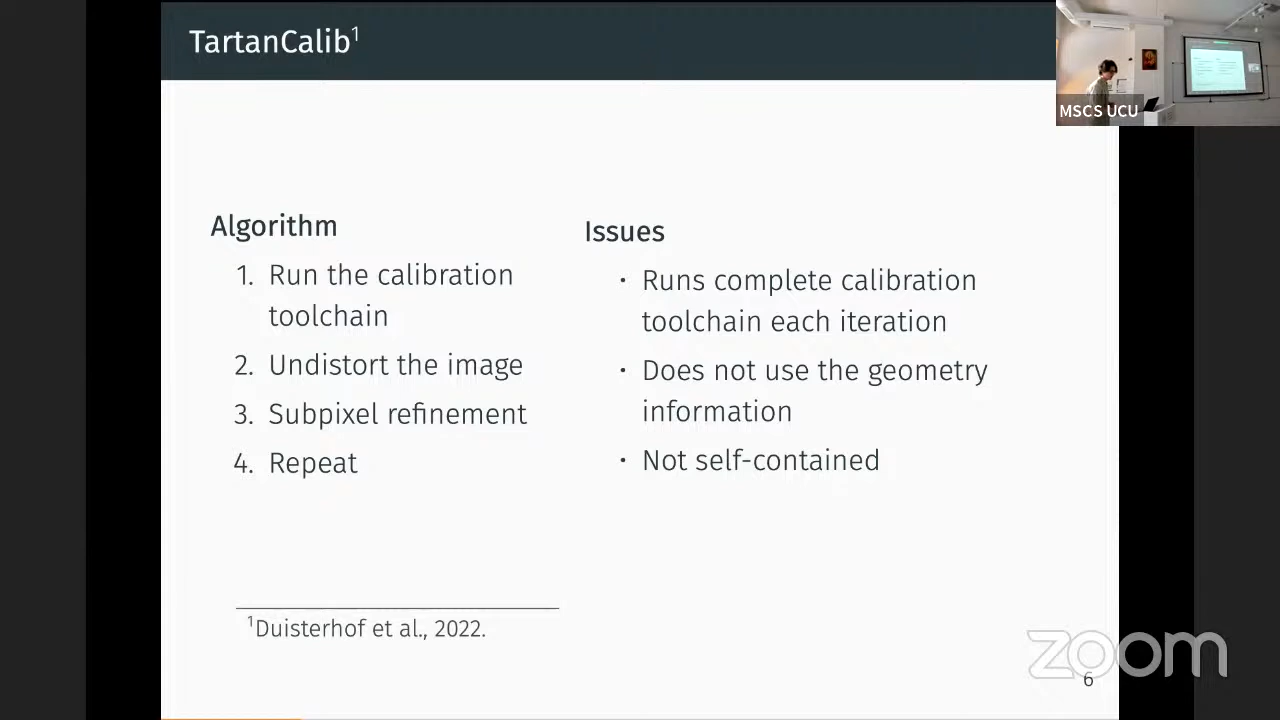 TartanCalib¹
MSCS UCU
Algorithm
1. Run the calibration
toolchain
2. Undistort the image
3. Subpixel refinement
4. Repeat
Issues
· Runs complete calibration
toolchain each iteration
· Does not use the geometry
information
· Not self-contained
¹Duisterhof et al., 2022.
zoom
6